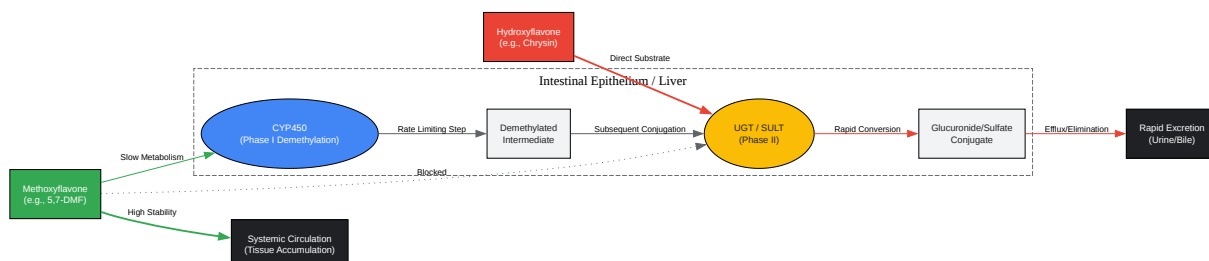 Hydroxyflavone
(e.g., Chrysin)
Direct Substrate
Intestinal Epithelium / Liver
CYP450
(Phase I Demethylation)
Rate Limiting Step
Demethylated
Intermediate
Subsequent Conjugation
UGT / SULT
(Phase II)
Rapid Conversion
Glucuronide/Sulfate
Conjugate
Efflux/Elimination
Rapid Excretion
(Urine/Bile)
Slow Metabolism
Blocked
Methoxyflavone
(e.g., 5,7-DMF)
High Stability
Systemic Circulation
(Tissue Accumulation)